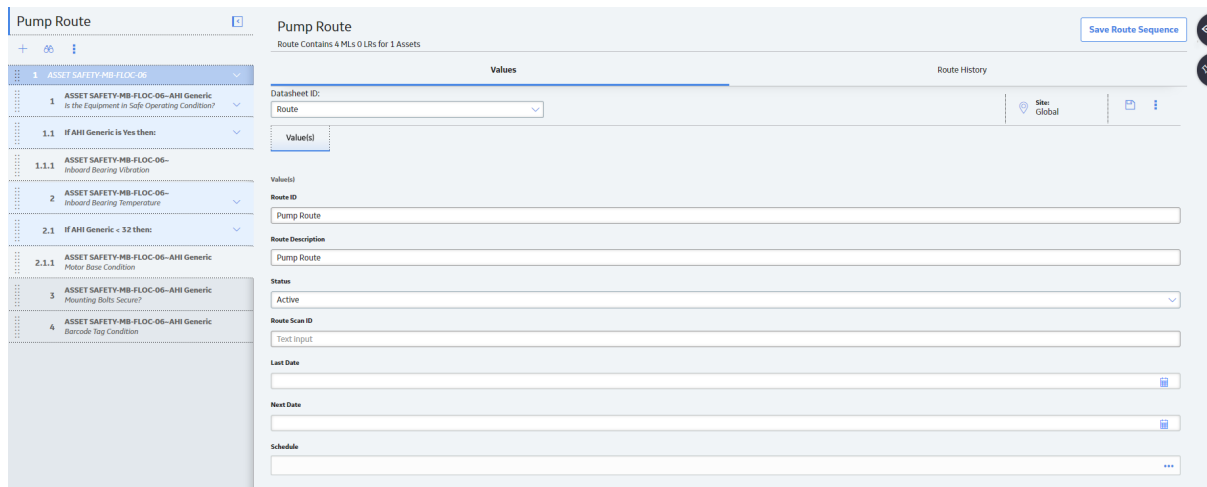 Pump Route
1 ASSET SAFETY-MB-FLOC-06
1 ASSET SAFETY-MB-FLOC-06~AHI Generic
Is the Equipment in Safe Operating Condition?
1.1 If AHI Generic is Yes then:
1.1.1 ASSET SAFETY-MB-FLOC-06~
Inboard Bearing Vibration
2 ASSET SAFETY-MB-FLOC-06~
Inboard Bearing Temperature
2.1 If AHI Generic < 32 then:
2.1.1 ASSET SAFETY-MB-FLOC-06~AHI Generic
Motor Base Condition
3 ASSET SAFETY-MB-FLOC-06~AHI Generic
Mounting Bolts Secure?
4 ASSET SAFETY-MB-FLOC-06~AHI Generic
Barcode Tag Condition
Pump Route
Route Contains 4 MLs 0 LRs for 1 Assets
Save Route Sequence
Values
Route History
Datasheet ID:
Route
Site:
Global
Value(s)
Value(s)
Route ID
Pump Route
Route Description
Pump Route
Status
Active
Route Scan ID
Text Input
Last Date
Next Date
Schedule